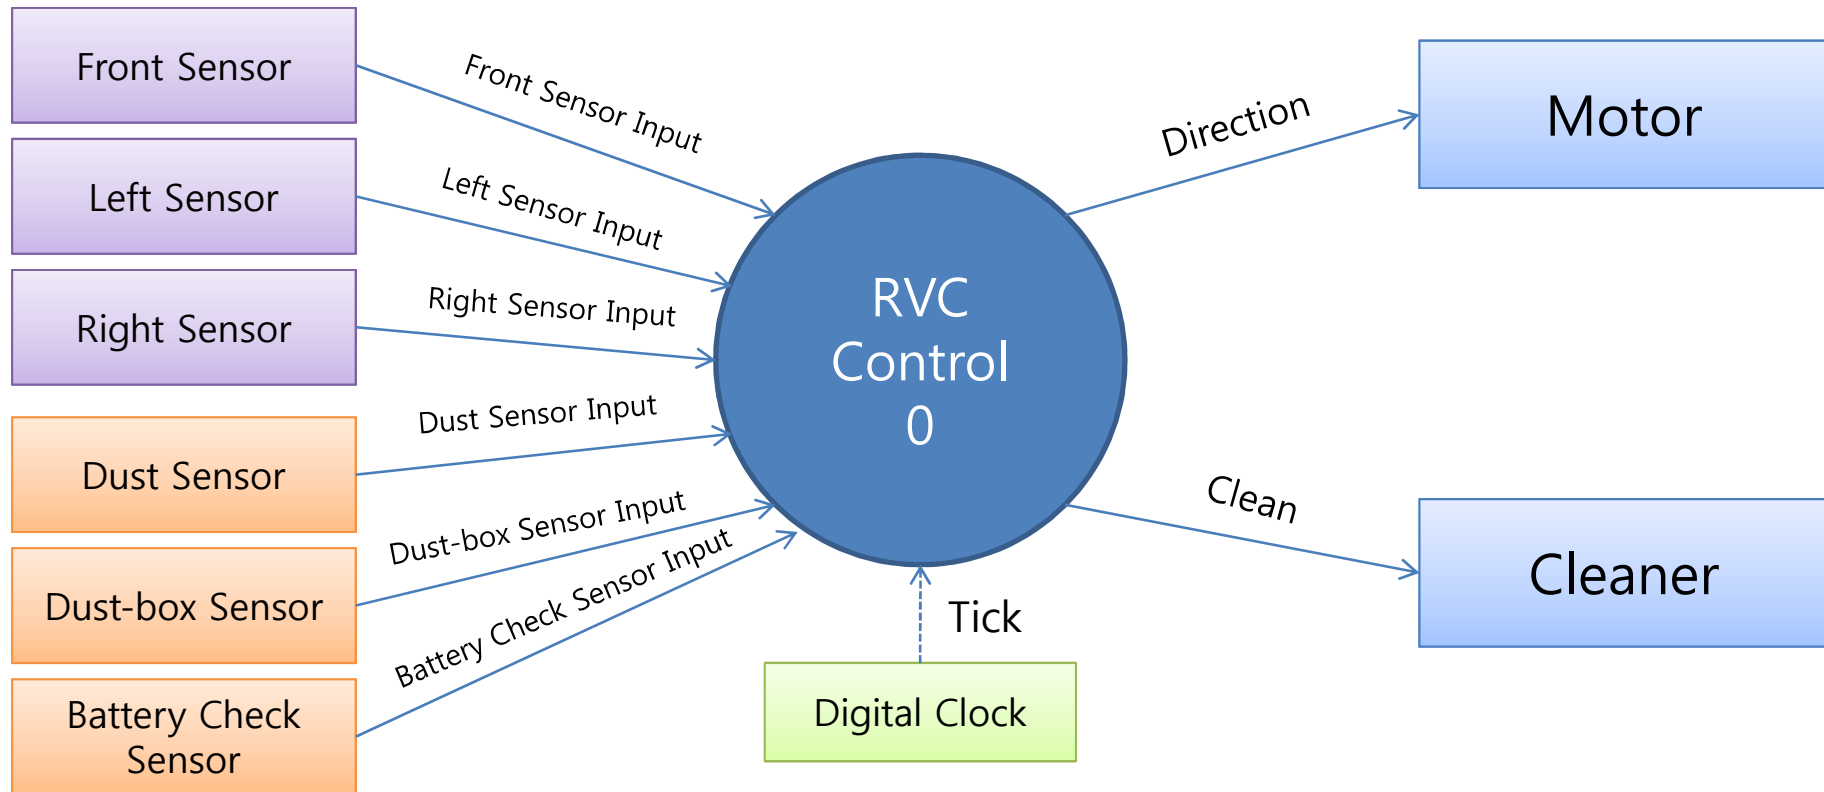 Front Sensor
Left Sensor
Right Sensor
Dust Sensor
Dust-box Sensor
Battery Check
Sensor
Front Sensor Input
Left Sensor Input
Right Sensor Input
Dust Sensor Input
Dust-box Sensor Input
Battery Check Sensor Input
RVC
Control
0
Tick
Digital Clock
Direction
Motor
Clean
Cleaner